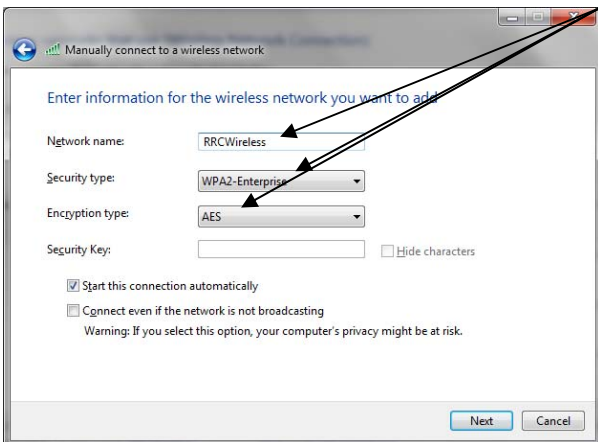 Manually connect to a wireless network
Enter information for the wireless network you want to add
Network name: RRCWireless
Security type: WPA2-Enterprise
Encryption type: AES
Security Key:
Hide characters
Start this connection automatically
Connect even if the network is not broadcasting
Warning: If you select this option, your computer's privacy might be at risk.
Next Cancel